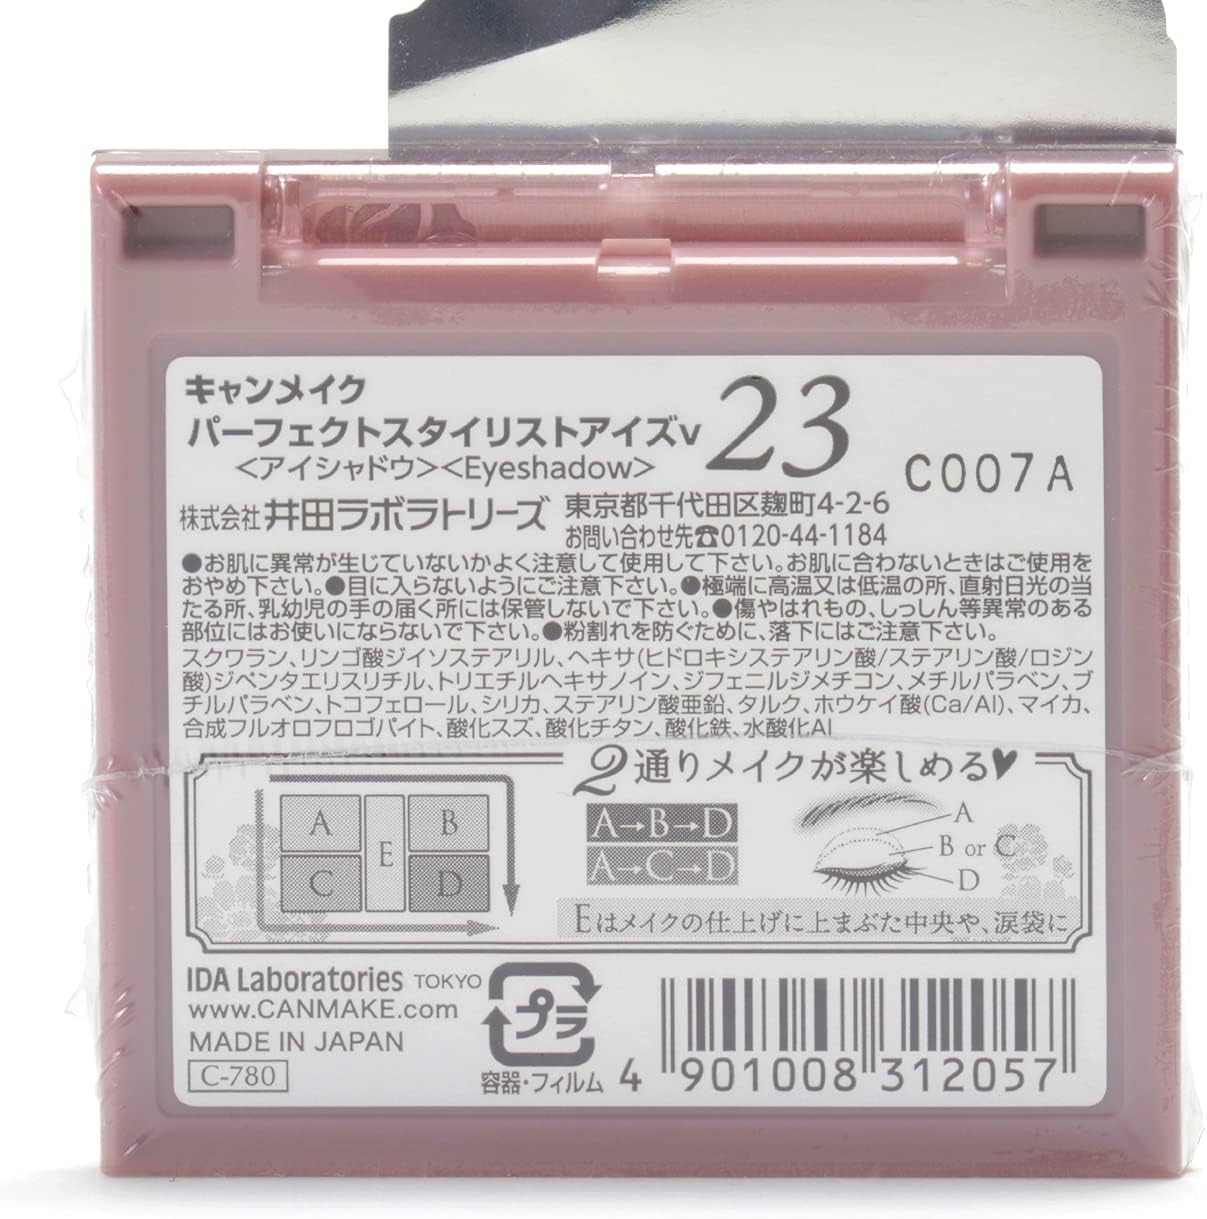 キャンメイク
パーフェクトスタイリストアイズv
<アイシャドウ><Eyeshadow>
23
C007A
株式会社 井田ラボラトリーズ
東京都千代田区麹町4-2-6
お問い合わせ先☎0120-44-1184
●お肌に異常が生じていないかよく注意して使用して下さい。お肌に合わないときはご使用を
おやめ下さい。●目に入らないようにご注意下さい。●極端に高温又は低温の所、直射日光の当
たる所、乳幼児の手の届く所には保管しないで下さい。●傷やはれもの、しっしん等異常のある
部位にはお使いにならないで下さい。●粉割れを防ぐために、落下にはご注意下さい。
スクワラン、リンゴ酸ジイソステアリル、ヘキサ(ヒドロキシステアリン酸/ステアリン酸/ロジン
酸)ジペンタエリスリチル、トリエチルヘキサノイン、ジフェニルジメチコン、メチルパラベン、ブ
チルパラベン、トコフェロール、シリカ、ステアリン酸亜鉛、タルク、ホウケイ酸(Ca/Al)、マイカ、
合成フルオロフロゴパイト、酸化スズ、酸化チタン、酸化鉄、水酸化Al
2通りメイクが楽しめる♥
A B
E
C D
A→B→D
A→C→D
A
B or C
D
Eはメイクの仕上げに上まぶた中央や、涙袋に
IDA Laboratories TOKYO
www.CANMAKE.com
MADE IN JAPAN
C-780
プラ
容器・フィルム
4 901008 312057